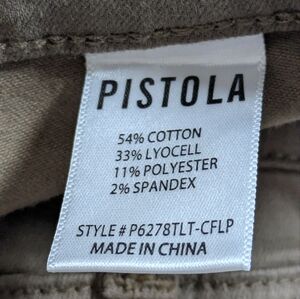 PISTOLA
54% COTTON
33% LYOCELL
11% POLYESTER
2% SPANDEX
STYLE # P6278TLT-CFLP
MADE IN CHINA